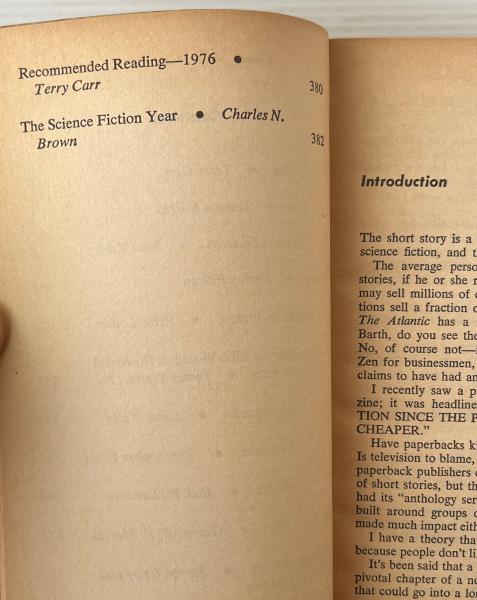 Recommended Reading—1976 •
Terry Carr
380
The Science Fiction Year • Charles N.
Brown
382
Introduction
The short story is a
science fiction, and
The average perso
stories, if he or she
may sell millions of
tions sell a fraction
The Atlantic has a
Barth, do you see the
No, of course not—
Zen for businessmen,
claims to have had an
I recently saw a p
zine; it was headline
TION SINCE THE P
CHEAPER.”
Have paperbacks ki
Is television to blame,
paperback publishers
of short stories, but th
had its “anthology ser
built around groups
made much impact eith
I have a theory tha
because people don’t li
It’s been said that a
pivotal chapter of a no
that could go into a lon